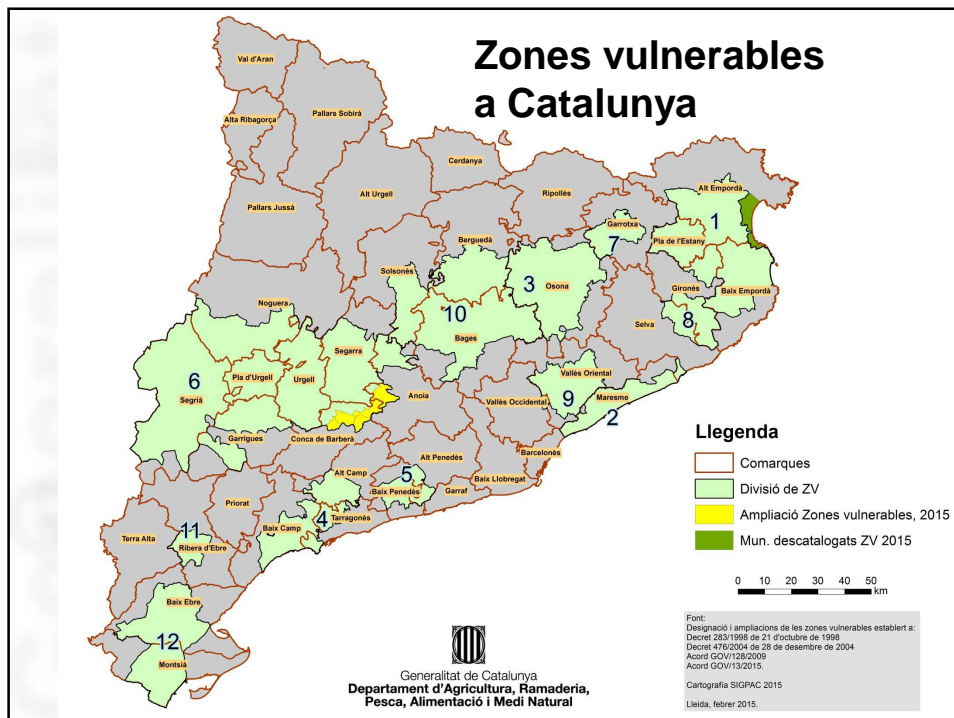 Zones vulnerables
a Catalunya
Val d'Aran
Pallars Sobirà
Alta Ribagorça
Cerdanya
Alt Urgell
Ripollès
Alt Empordà
Pallars Jussà
Garrotxa
1
Berguedà
7
Pla de l'Estany
Solsonès
3
Osona
Gironès
Baix Empordà
Noguera
10
Selva
8
Bages
Segarra
6
Pla d'Urgell
Urgell
Vallès Oriental
Segrià
Anoia
Vallès Occidental
9
Maresme
2
Garrigues
Conca de Barberà
Alt Penedès
Barcelonès
Alt Camp
5
Baix Llobregat
Baix Penedès
Garraf
Priorat
4
Tarragonès
Baix Camp
11
Terra Alta
Ribera d'Ebre
Baix Ebre
12
Montsià
Llegenda
Comarques
Divisió de ZV
Ampliació Zones vulnerables, 2015
Mun. descatalogats ZV 2015
0 10 20 30 40 50
km
Font:
Designació i ampliacions de les zones vulnerables establert a:
Decret 283/1998 de 21 d'octubre de 1998
Decret 476/2004 de 28 de desembre de 2004
Acord GOV/128/2009
Acord GOV/13/2015.
Cartografia SIGPAC 2015
Lleida, febrer 2015.
Generalitat de Catalunya
Departament d'Agricultura, Ramaderia,
Pesca, Alimentació i Medi Natural